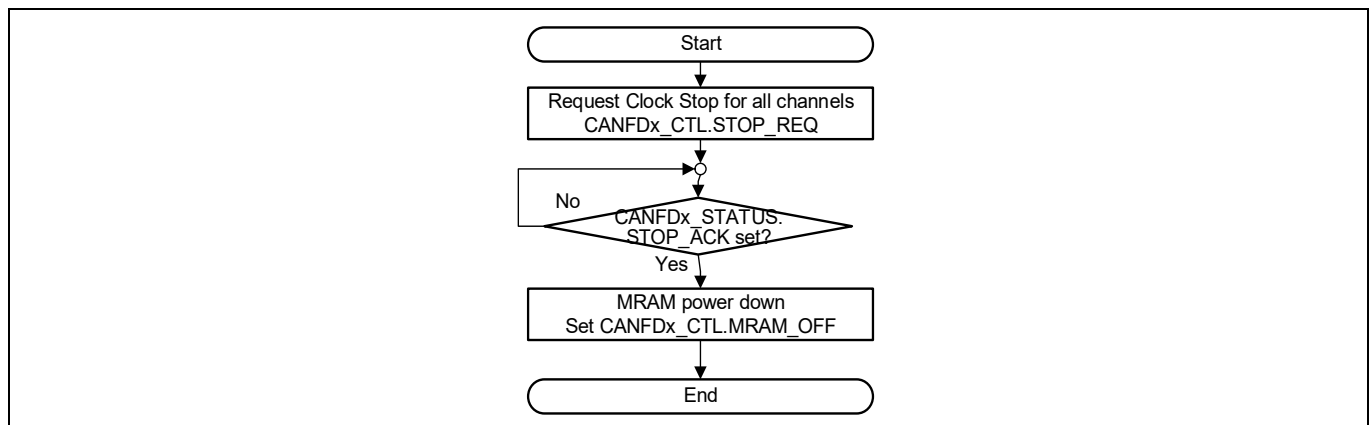 Start
Request Clock Stop for all channels
CANFDx_CTL.STOP_REQ
No
CANFDx_STATUS.
STOP_ACK set?
Yes
MRAM power down
Set CANFDx_CTL.MRAM_OFF
End